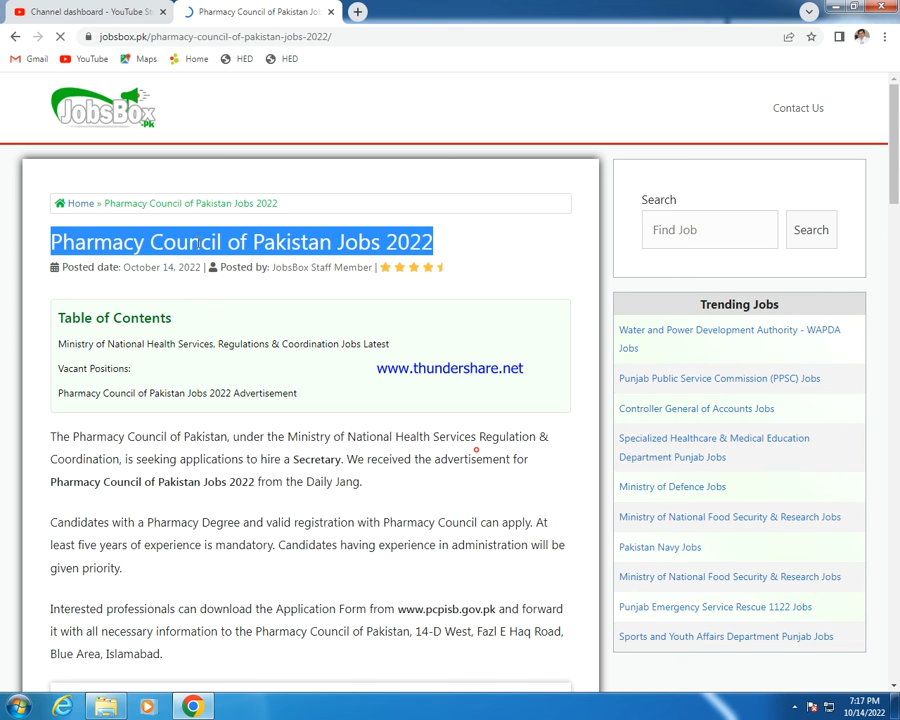 Channel dashboard - YouTube St
Pharmacy Council of Pakistan Jo
jobsbox.pk/pharmacy-council-of-pakistan-jobs-2022/
Gmail YouTube Maps Home HED HED
JobsBox.Pk
Contact Us
Home » Pharmacy Council of Pakistan Jobs 2022
Pharmacy Council of Pakistan Jobs 2022
Posted date: October 14, 2022 | Posted by: JobsBox Staff Member |
Table of Contents
Ministry of National Health Services, Regulations & Coordination Jobs Latest
Vacant Positions:
www.thundershare.net
Pharmacy Council of Pakistan Jobs 2022 Advertisement
The Pharmacy Council of Pakistan, under the Ministry of National Health Services Regulation &
Coordination, is seeking applications to hire a Secretary. We received the advertisement for
Pharmacy Council of Pakistan Jobs 2022 from the Daily Jang.
Candidates with a Pharmacy Degree and valid registration with Pharmacy Council can apply. At
least five years of experience is mandatory. Candidates having experience in administration will be
given priority.
Interested professionals can download the Application Form from www.pcpisb.gov.pk and forward
it with all necessary information to the Pharmacy Council of Pakistan, 14-D West, Fazl E Haq Road,
Blue Area, Islamabad.
Search
Find Job
Search
Trending Jobs
Water and Power Development Authority - WAPDA
Jobs
Punjab Public Service Commission (PPSC) Jobs
Controller General of Accounts Jobs
Specialized Healthcare & Medical Education
Department Punjab Jobs
Ministry of Defence Jobs
Ministry of National Food Security & Research Jobs
Pakistan Navy Jobs
Ministry of National Food Security & Research Jobs
Punjab Emergency Service Rescue 1122 Jobs
Sports and Youth Affairs Department Punjab Jobs
7:17 PM
10/14/2022